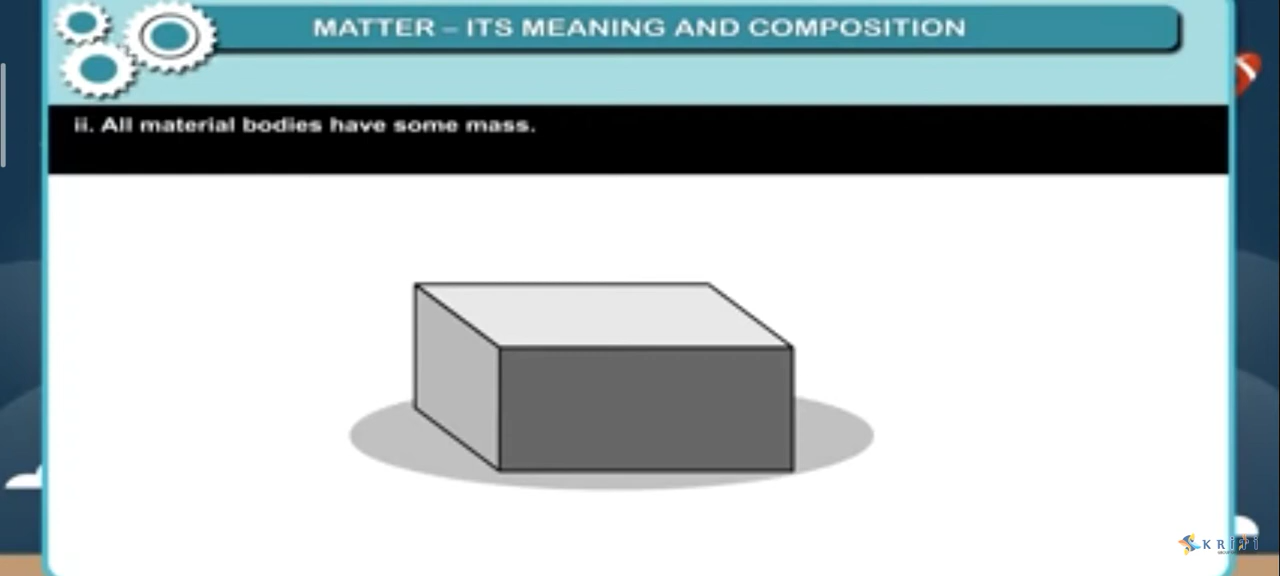 MATTER – ITS MEANING AND COMPOSITION
ii. All material bodies have some mass.